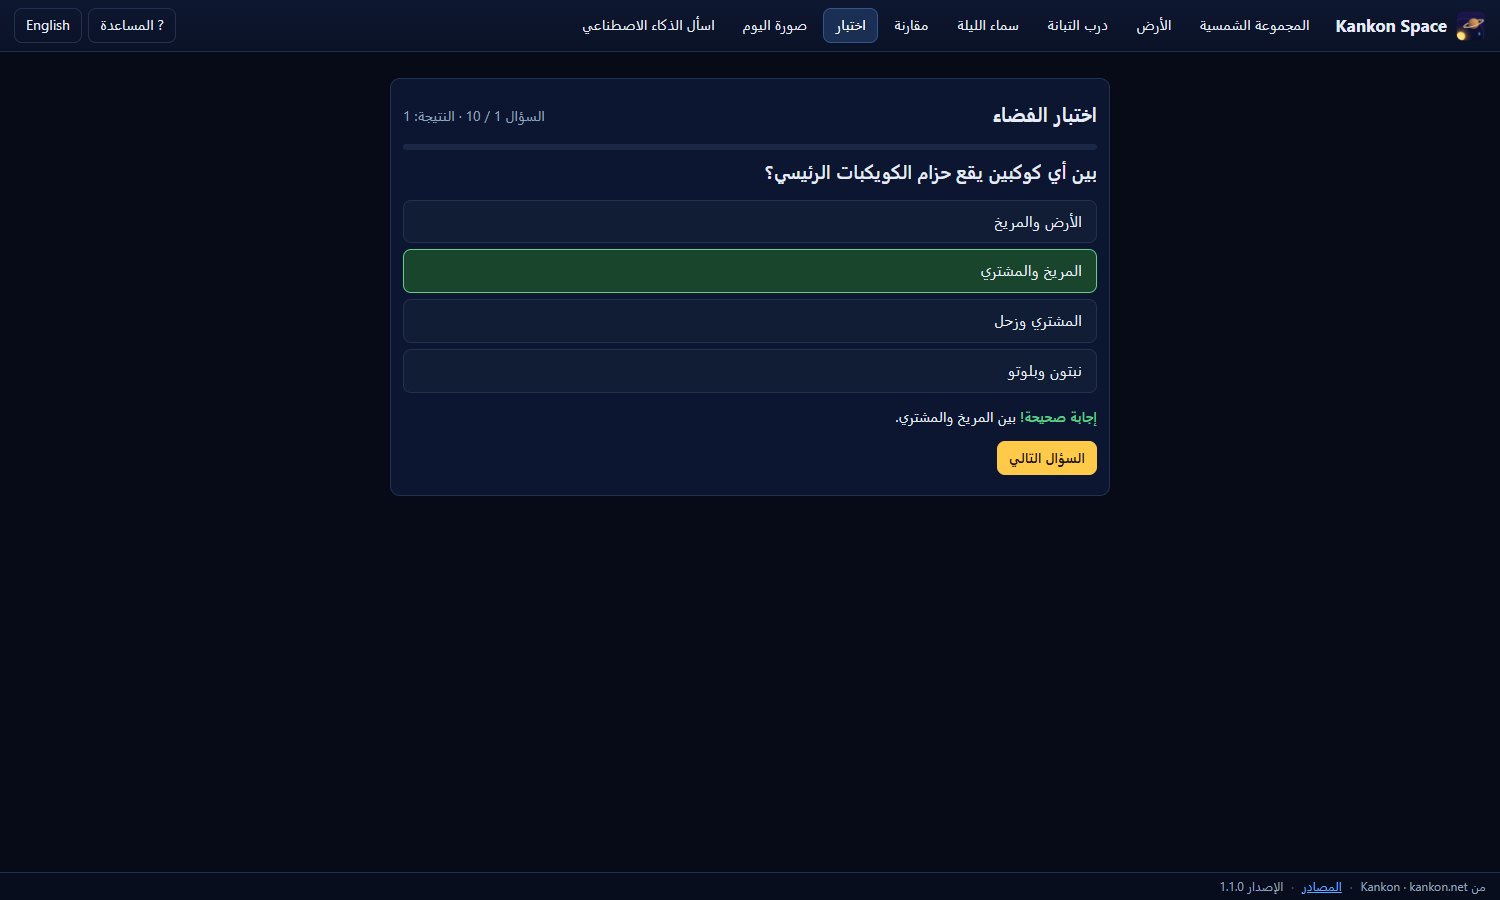 Kankon Space
المجموعة الشمسية
الأرض
درب التبانة
سماء الليلة
مقارنة
اختبار
صورة اليوم
اسأل الذكاء الاصطناعي
? المساعدة
English
اختبار الفضاء
السؤال 1 / 10 · النتيجة: 1
بين أي كوكبين يقع حزام الكويكبات الرئيسي؟
الأرض والمريخ
المريخ والمشتري
المشتري وزحل
نبتون وبلوتو
إجابة صحيحة! بين المريخ والمشتري.
السؤال التالي
من Kankon · kankon.net · المصادر · الإصدار 1.1.0